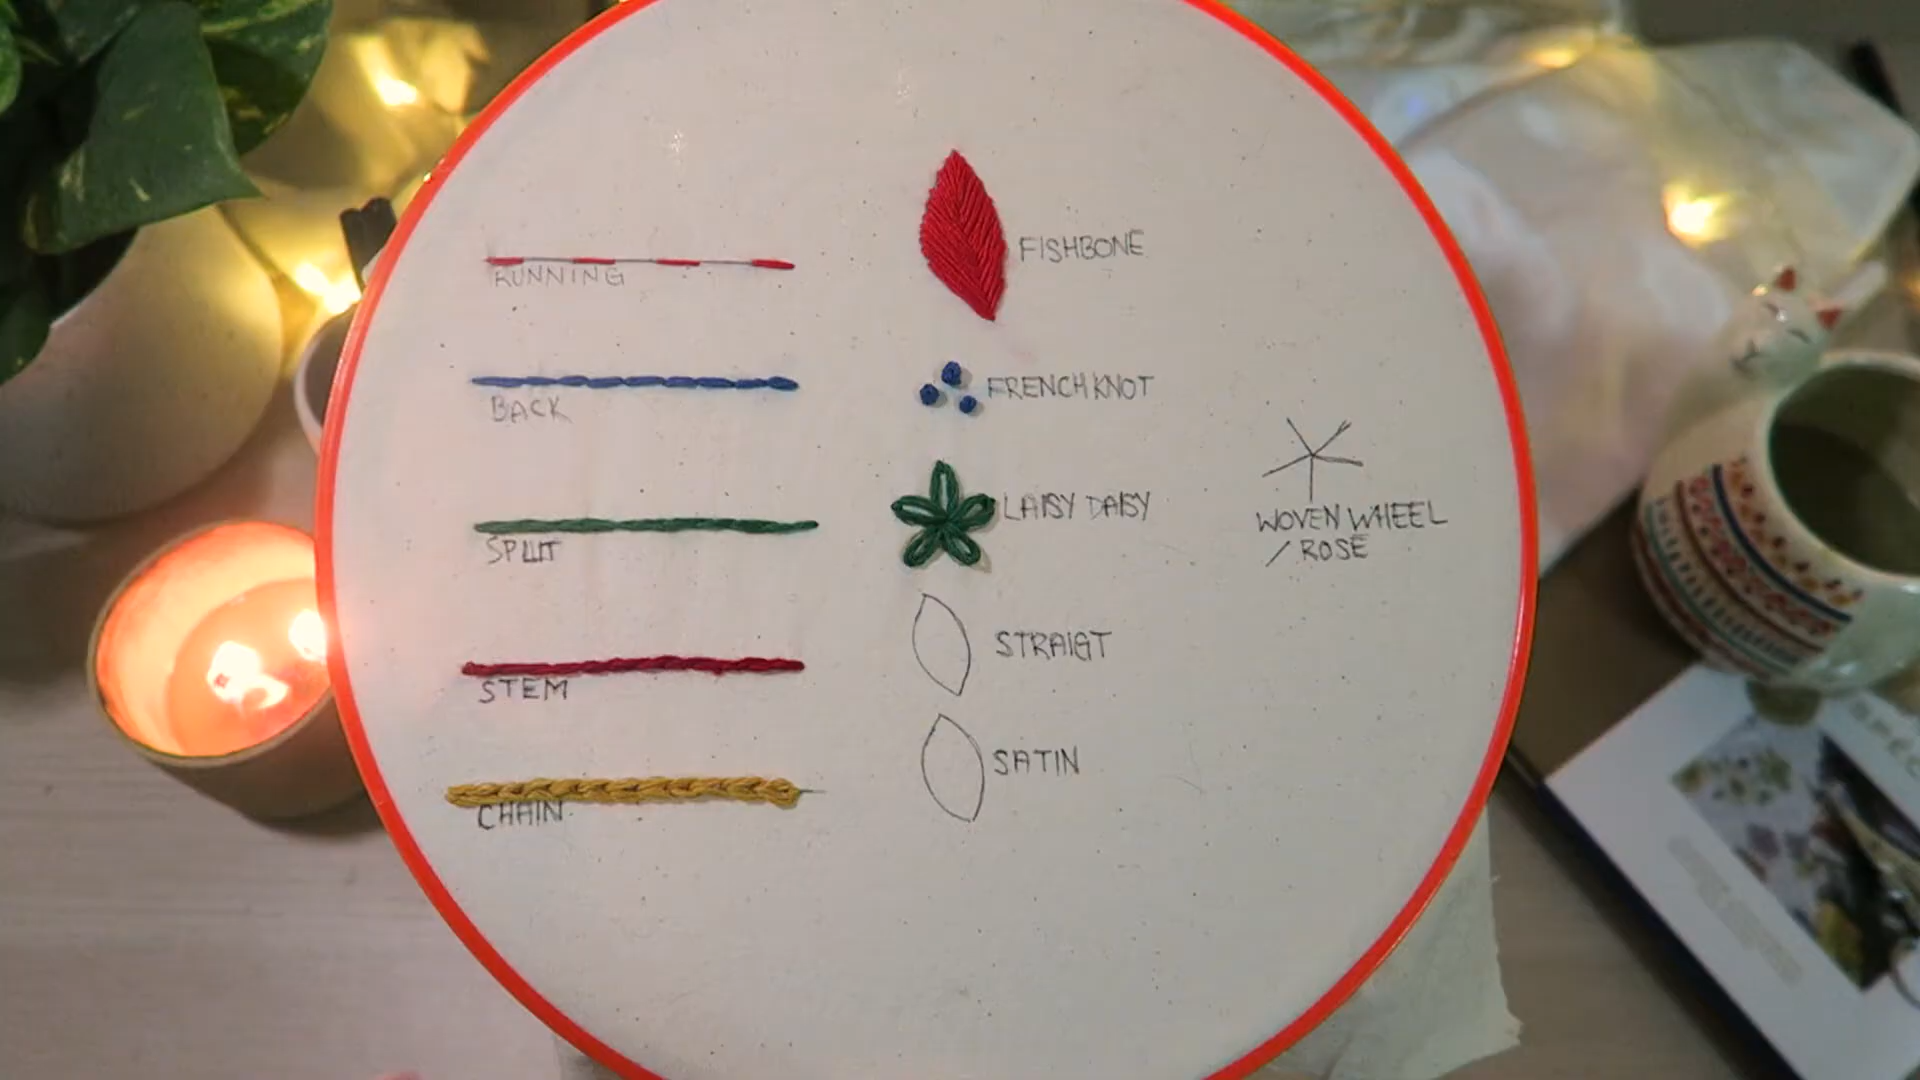 RUNNING
BACK
SPLIT
STEM
CHAIN
FISHBONE
FRENCH KNOT
LAISY DAISY
STRAIGT
SATIN
WOVEN WHEEL
/ ROSE